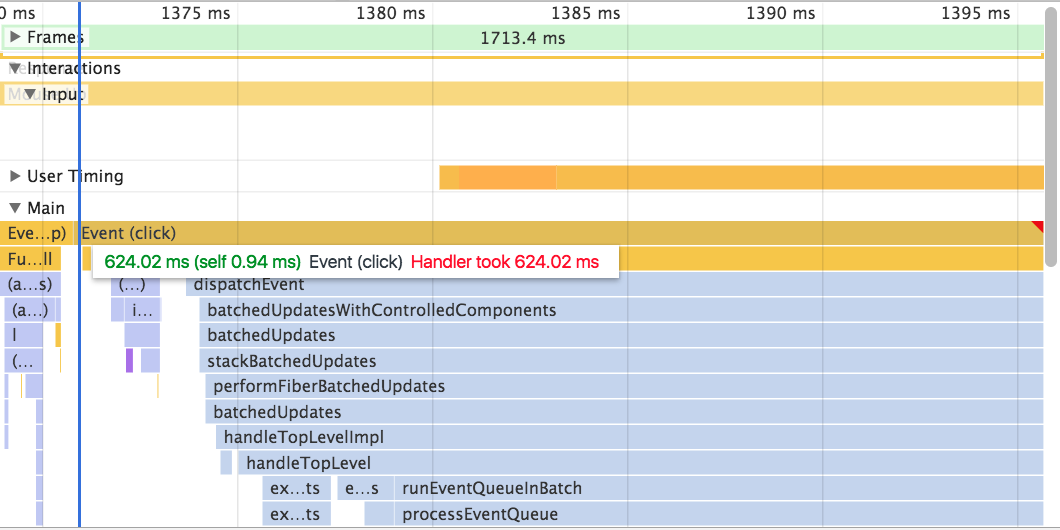 0 ms 1375 ms 1380 ms 1385 ms 1390 ms 1395 ms
Frames 1713.4 ms
Interactions
Input
User Timing
Main
Eve...p) Event (click)
Fu...ll
624.02 ms (self 0.94 ms) Event (click) Handler took 624.02 ms
(a...s) (...) dispatchEvent
(a...) i... batchedUpdatesWithControlledComponents
l batchedUpdates
(... stackBatchedUpdates
performFiberBatchedUpdates
batchedUpdates
handleTopLevelImpl
handleTopLevel
ex...ts e...s runEventQueueInBatch
ex...ts processEventQueue